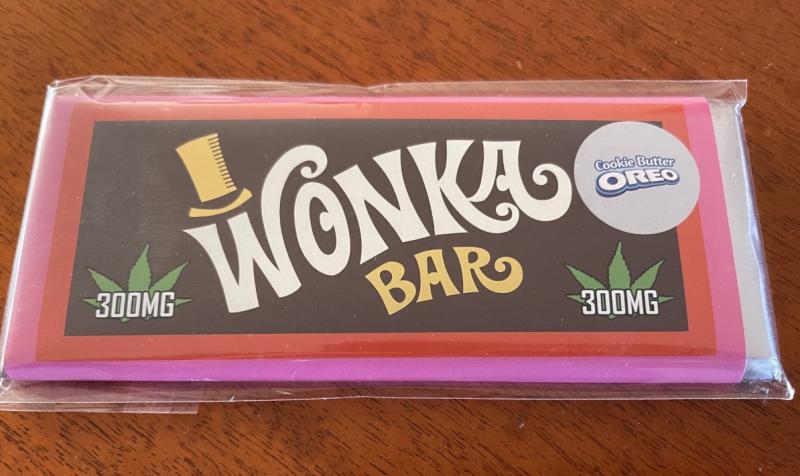 WONKA
BAR
Cookie Butter
OREO
300MG
300MG